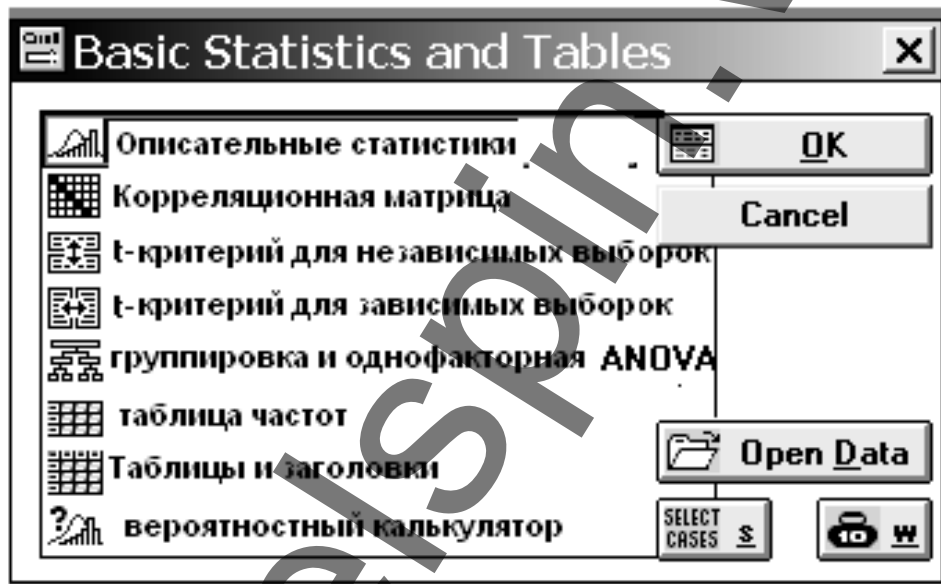 Basic Statistics and Tables
Описательные статистики
OK
Корреляционная матрица
Cancel
t-критерий для независимых выборок
t-критерий для зависимых выборок
группировка и однофакторная ANOVA
таблица частот
Open Data
Таблицы и заголовки
SELECT
CASES S
W
вероятностный калькулятор
elspin.